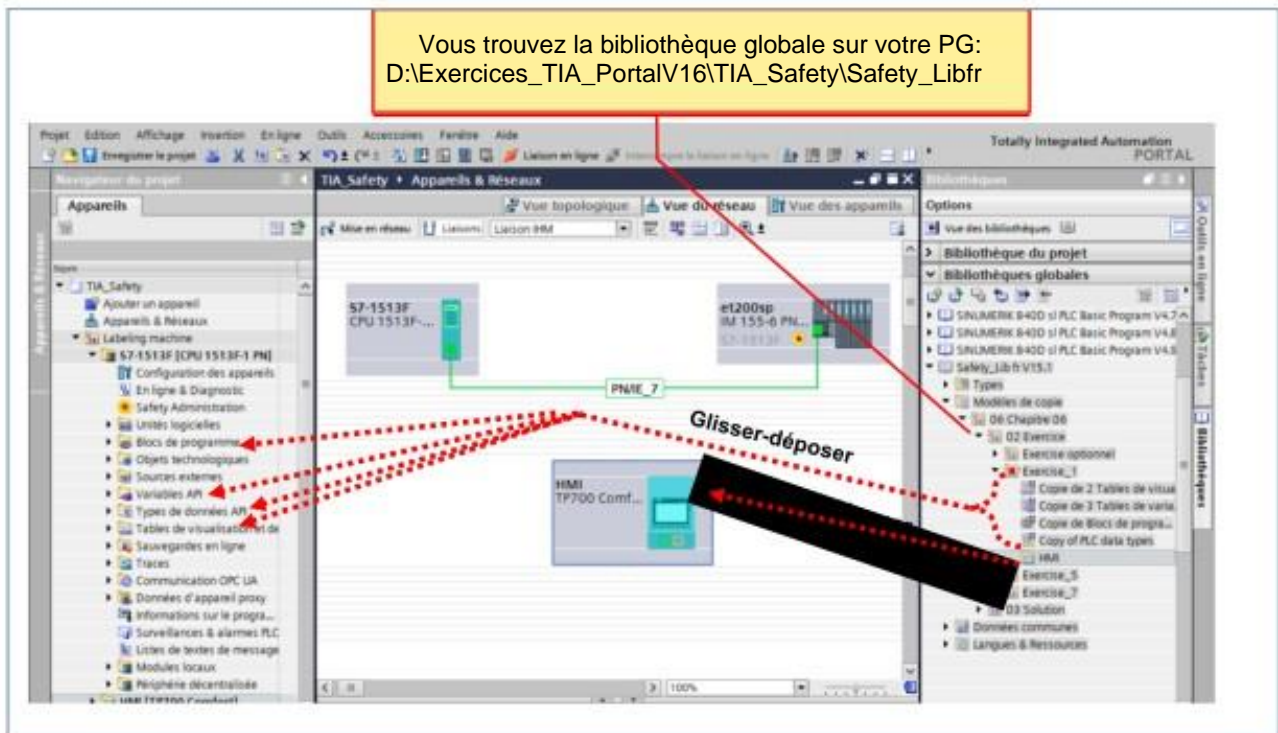 Vous trouvez la bibliothèque globale sur votre PG:
D:\Exercices_TIA_PortalV16\TIA_Safety\Safety_Libfr
Projet Edition Affichage Insertion En ligne Outils Accessoires Fenêtre Aide
Totally Integrated Automation
PORTAL
Enregistrer le projet
Liaison en ligne
Navigateur du projet
TIA_Safety Appareils & Réseaux
Bibliothèques
Appareils
Vue topologique
Vue du réseau
Vue des appareils
Options
Mise en réseau
Liaisons
Liaison IHM
Vue des bibliothèques
Bibliothèque du projet
Bibliothèques globales
Nom
TIA_Safety
Ajouter un appareil
Appareils & Réseaux
Labeling machine
S7-1513F [CPU 1513F-1 PN]
Configuration des appareils
En ligne & Diagnostic
Safety Administration
Unités logicielles
Blocs de programme
Objets technologiques
Sources externes
Variables API
Types de données API
Tables de visualisation et de
Sauvegardes en ligne
Traces
Communication OPC UA
Données d'appareil proxy
Informations sur le progra...
Surveillances & alarmes PLC
Listes de textes de message
Modules locaux
Périphérie décentralisée
HMI [TP700 Comfort]
S7-1513F
CPU 1513F-...
et200sp
IM 155-6 PN...
S7-1513F
PN/IE_7
Glisser-déposer
HMI
TP700 Comf...
100%
SINUMERIK 840D sl PLC Basic Program V4.7
SINUMERIK 840D sl PLC Basic Program V4.8
SINUMERIK 840D sl PLC Basic Program
Safety_Lib fr V15.1
Types
Modèles de copie
06 Chapitre 06
02 Exercice
Exercise optionnel
Exercise_1
Copie de 2 Tables de visua
Copie de 3 Tables de varia.
Copie de Blocs de progra...
Copy of PLC data types
HMI
Exercise_5
Exercise_7
03 Solution
Données communes
Langues & Ressources
Appareils & Réseaux
Outils en ligne
Tâches
Bibliothèques